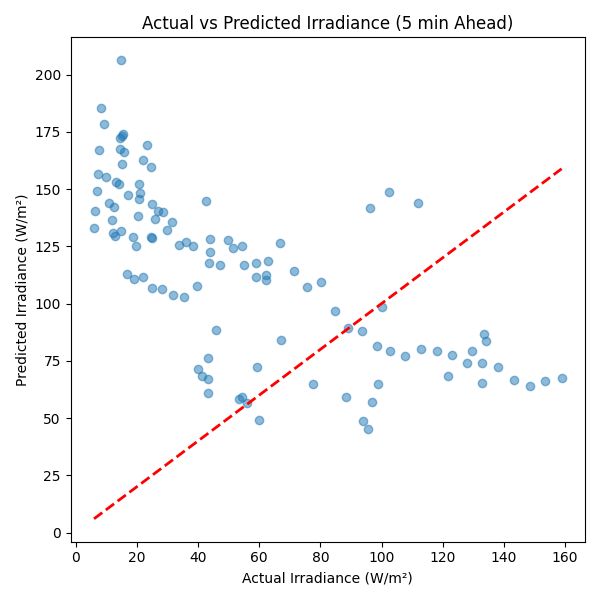 Actual vs Predicted Irradiance (5 min Ahead)
Predicted Irradiance (W/m²)
200
175
150
125
100
75
50
25
0
0 20 40 60 80 100 120 140 160
Actual Irradiance (W/m²)